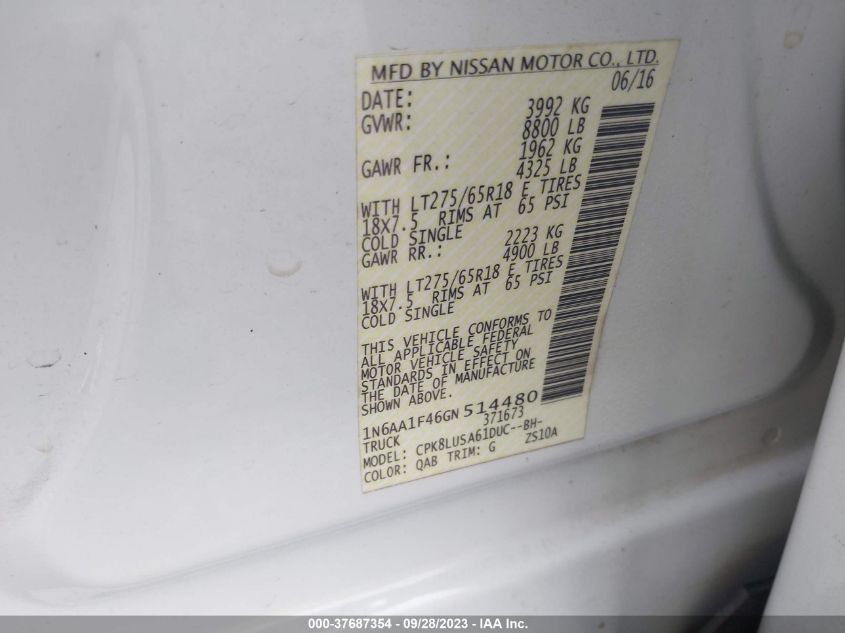 MFD BY NISSAN MOTOR CO., LTD.
DATE: 06/16
GVWR: 3992 KG
8800 LB
GAWR FR.: 1962 KG
4325 LB
WITH LT275/65R18 E TIRES
18X7.5 RIMS AT 65 PSI
COLD SINGLE
GAWR RR.: 2223 KG
4900 LB
WITH LT275/65R18 E TIRES
18X7.5 RIMS AT 65 PSI
COLD SINGLE
THIS VEHICLE CONFORMS TO
ALL APPLICABLE FEDERAL
MOTOR VEHICLE SAFETY
STANDARDS IN EFFECT ON
THE DATE OF MANUFACTURE
SHOWN ABOVE.
1N6AA1F46GN514480
TRUCK 371673
MODEL: CPK8LUSA61DUC--BH-
COLOR: QAB TRIM: G ZS10A
000-37687354 - 09/28/2023 - IAA Inc.